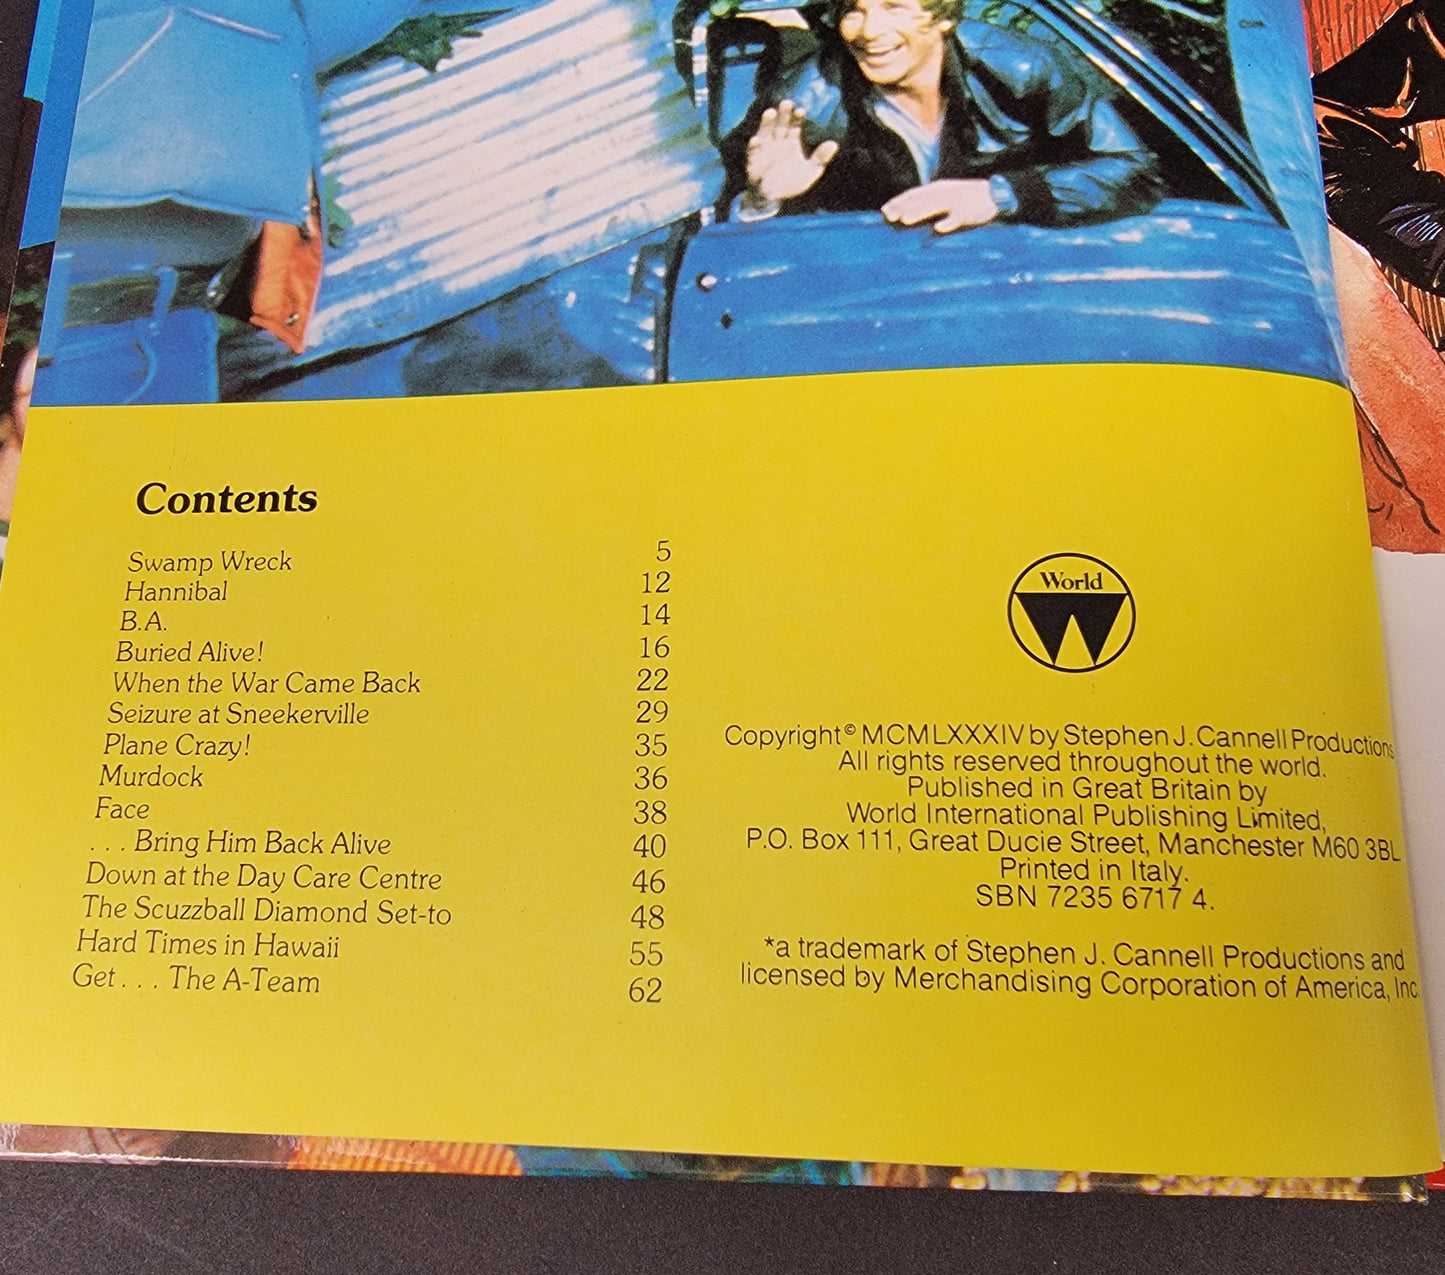 Contents
Swamp Wreck 5
Hannibal 12
B.A. 14
Buried Alive! 16
When the War Came Back 22
Seizure at Sneekerville 29
Plane Crazy! 35
Murdock 36
Face 38
. . . Bring Him Back Alive 40
Down at the Day Care Centre 46
The Scuzzball Diamond Set-to 48
Hard Times in Hawaii 55
Get . . . The A-Team 62
World
Copyright © MCMLXXXIV by Stephen J. Cannell Productions
All rights reserved throughout the world.
Published in Great Britain by
World International Publishing Limited,
P.O. Box 111, Great Ducie Street, Manchester M60 3BL
Printed in Italy.
SBN 7235 6717 4.
*a trademark of Stephen J. Cannell Productions and
licensed by Merchandising Corporation of America, Inc.